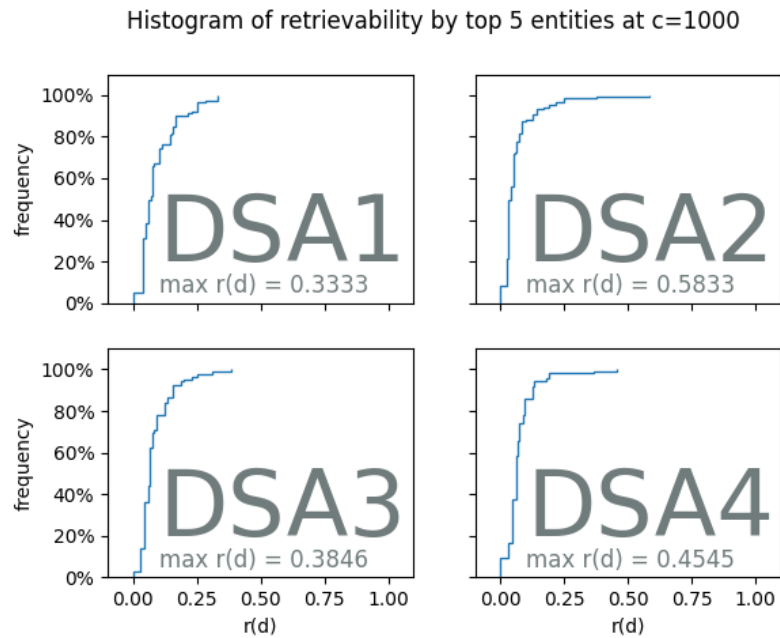 Histogram of retrievability by top 5 entities at c=1000
100%
80%
60%
40%
20%
0%
frequency
DSA1
max r(d) = 0.3333
DSA2
max r(d) = 0.5833
100%
80%
60%
40%
20%
0%
frequency
DSA3
max r(d) = 0.3846
DSA4
max r(d) = 0.4545
0.00 0.25 0.50 0.75 1.00
r(d)
0.00 0.25 0.50 0.75 1.00
r(d)